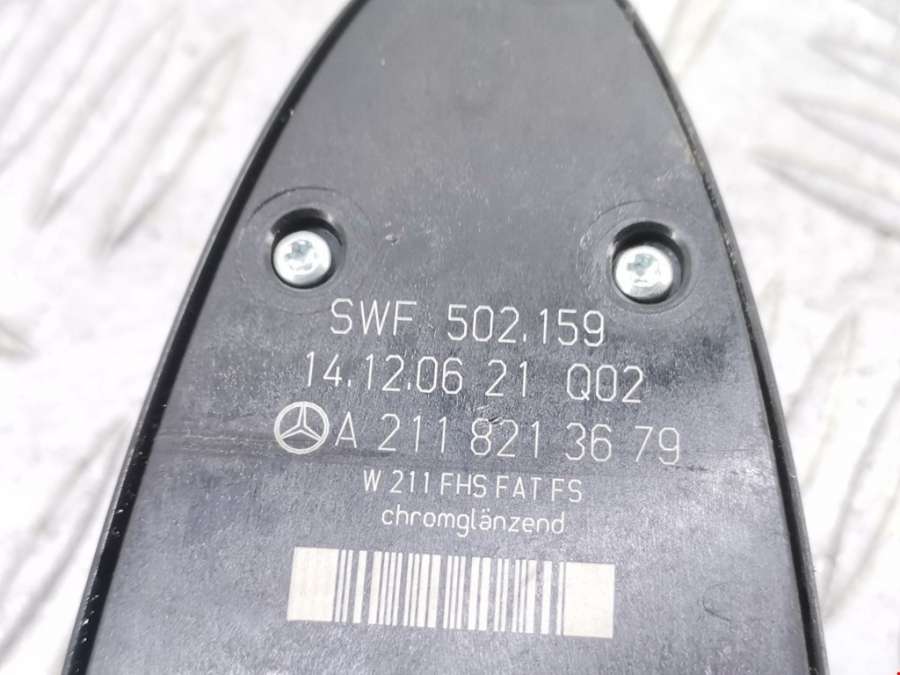 SWF 502.159
14.12.06 21 Q02
A 211 821 36 79
W 211 FHS FAT FS
chromglänzend